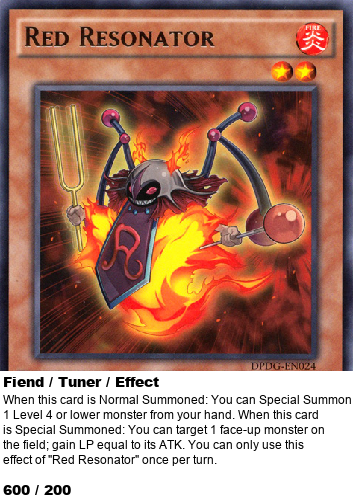 RED RESONATOR
FIRE
炎
DPDG-EN024
Fiend / Tuner / Effect
When this card is Normal Summoned: You can Special Summon
1 Level 4 or lower monster from your hand. When this card
is Special Summoned: You can target 1 face-up monster on
the field; gain LP equal to its ATK. You can only use this
effect of "Red Resonator" once per turn.
600 / 200